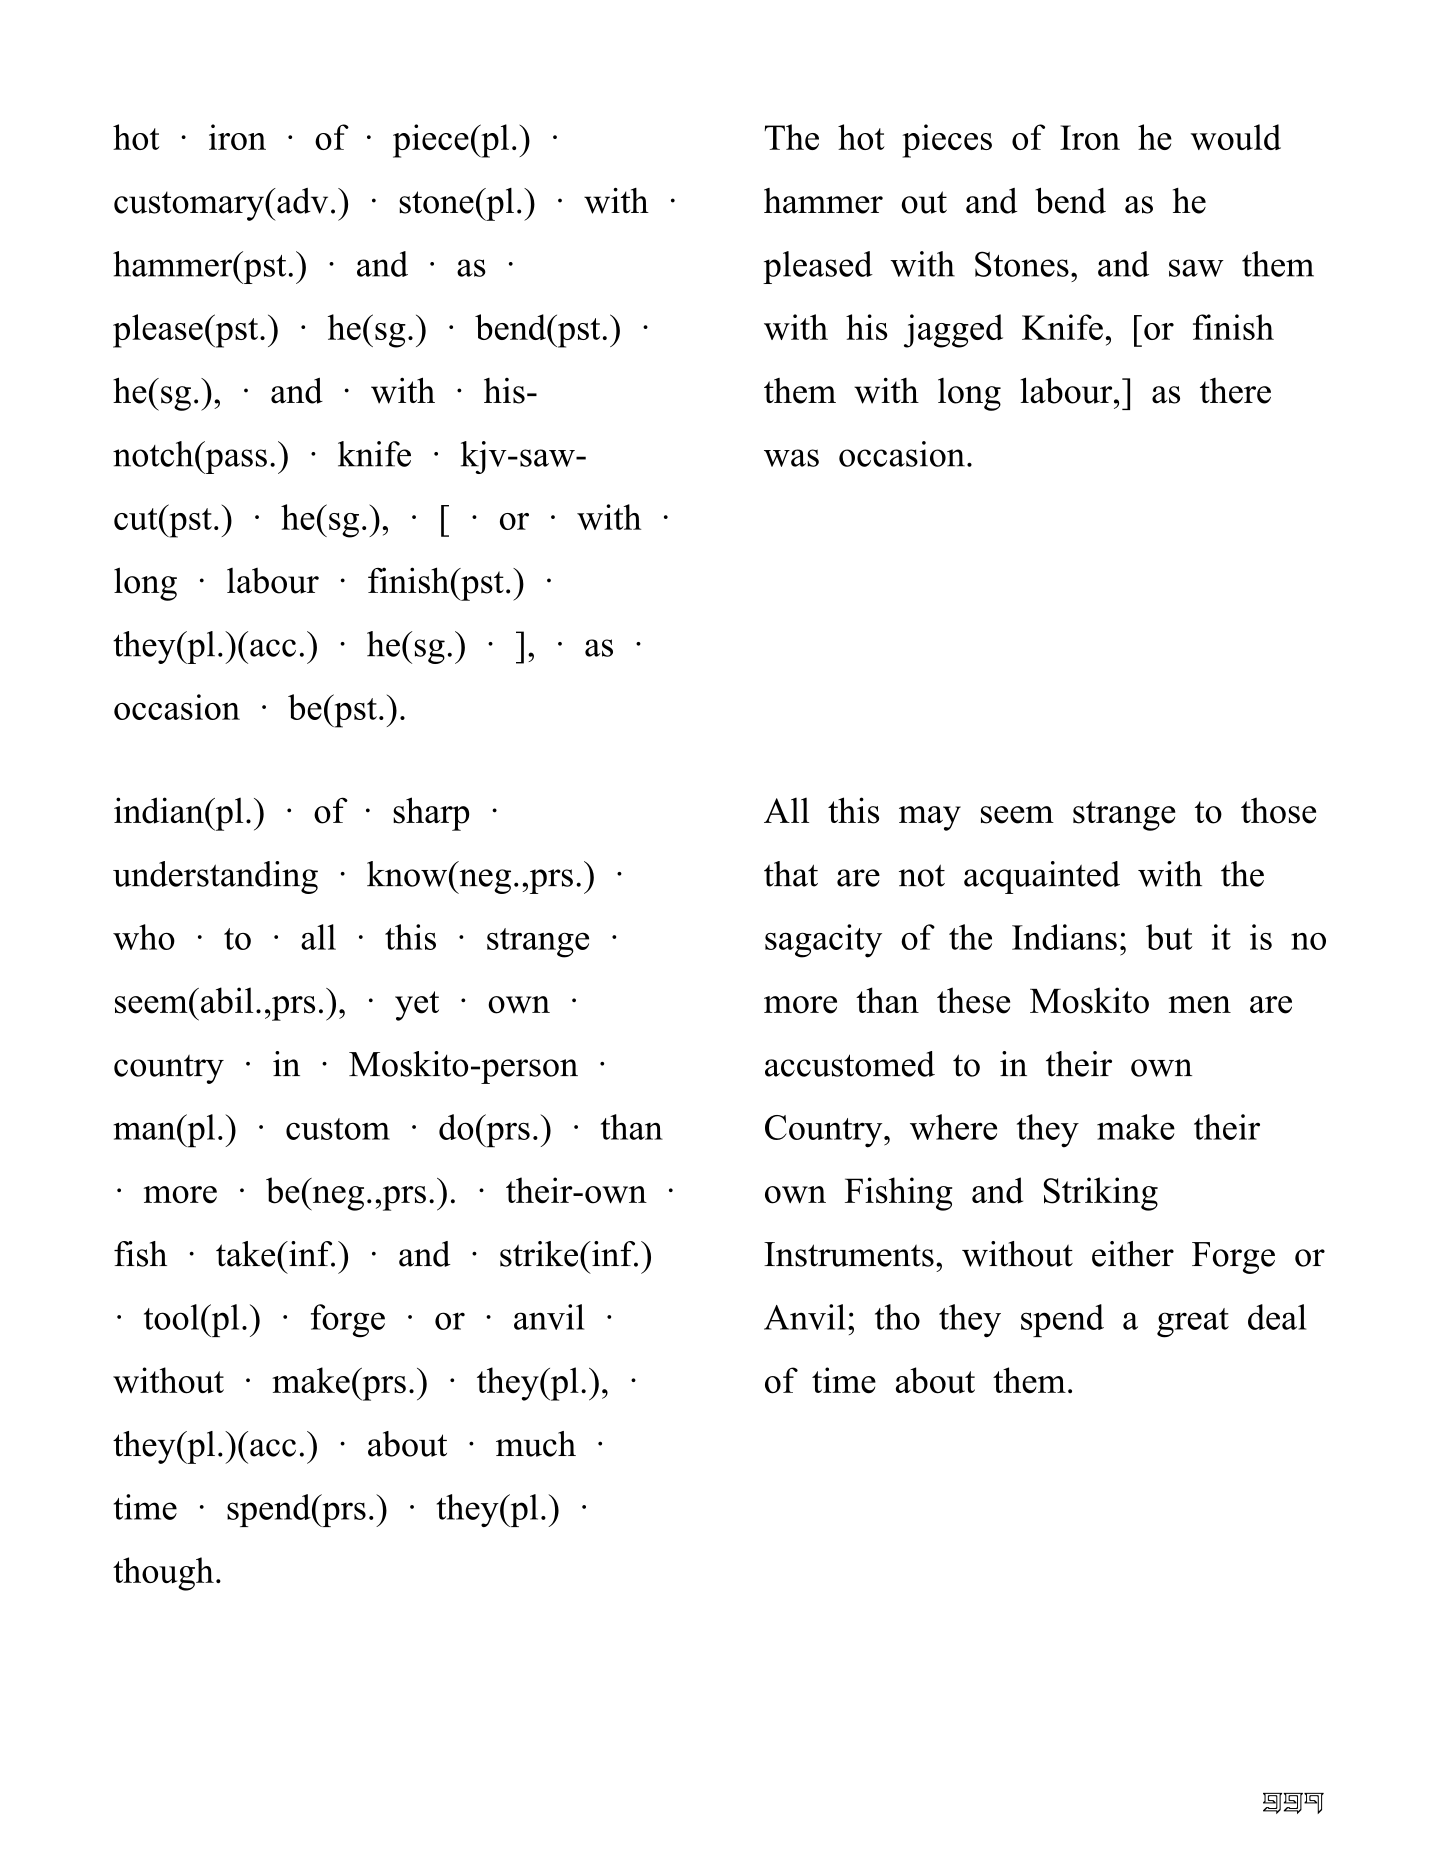 hot · iron · of · piece(pl.) ·
customary(adv.) · stone(pl.) · with ·
hammer(pst.) · and · as ·
please(pst.) · he(sg.) · bend(pst.) ·
he(sg.), · and · with · his-
notch(pass.) · knife · kjv-saw-
cut(pst.) · he(sg.), · [ · or · with ·
long · labour · finish(pst.) ·
they(pl.)(acc.) · he(sg.) · ], · as ·
occasion · be(pst.).
The hot pieces of Iron he would
hammer out and bend as he
pleased with Stones, and saw them
with his jagged Knife, [or finish
them with long labour,] as there
was occasion.
indian(pl.) · of · sharp ·
understanding · know(neg.,prs.) ·
who · to · all · this · strange ·
seem(abil.,prs.), · yet · own ·
country · in · Moskito-person ·
man(pl.) · custom · do(prs.) · than
· more · be(neg.,prs.). · their-own ·
fish · take(inf.) · and · strike(inf.)
· tool(pl.) · forge · or · anvil ·
without · make(prs.) · they(pl.), ·
they(pl.)(acc.) · about · much ·
time · spend(prs.) · they(pl.) ·
though.
All this may seem strange to those
that are not acquainted with the
sagacity of the Indians; but it is no
more than these Moskito men are
accustomed to in their own
Country, where they make their
own Fishing and Striking
Instruments, without either Forge or
Anvil; tho they spend a great deal
of time about them.